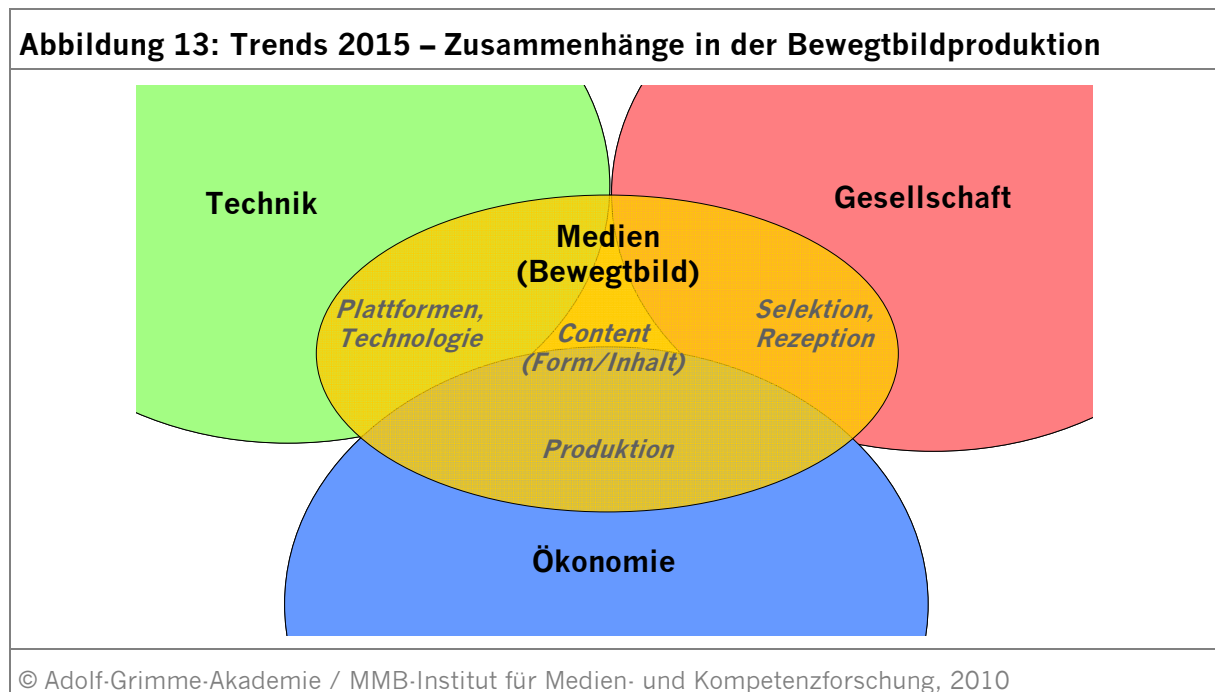 Abbildung 13: Trends 2015 – Zusammenhänge in der Bewegtbildproduktion
Technik
Gesellschaft
Medien
(Bewegtbild)
Plattformen,
Technologie
Selektion,
Rezeption
Content
(Form/Inhalt)
Produktion
Ökonomie
© Adolf-Grimme-Akademie / MMB-Institut für Medien- und Kompetenzforschung, 2010